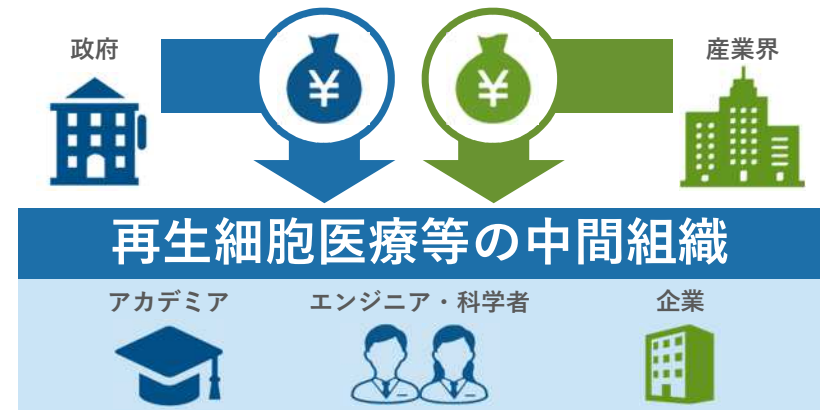 政府
産業界
¥
¥
再生細胞医療等の中間組織
アカデミア
エンジニア・科学者
企業